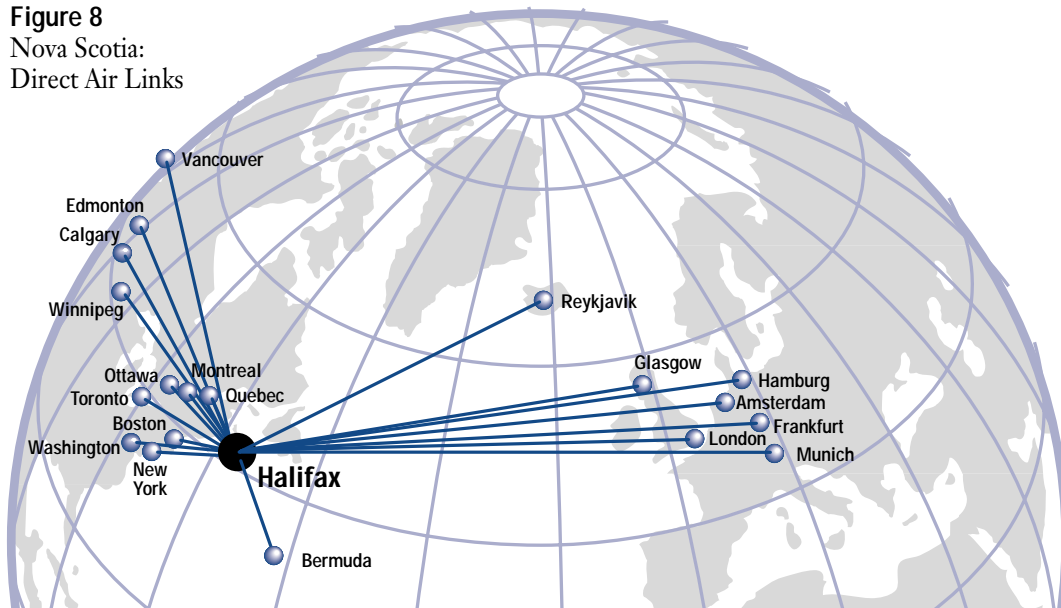 Figure 8
Nova Scotia:
Direct Air Links
Vancouver
Edmonton
Calgary
Winnipeg
Reykjavik
Ottawa
Montreal
Toronto
Quebec
Glasgow
Hamburg
Amsterdam
Boston
Frankfurt
Washington
London
New
York
Munich
Halifax
Bermuda